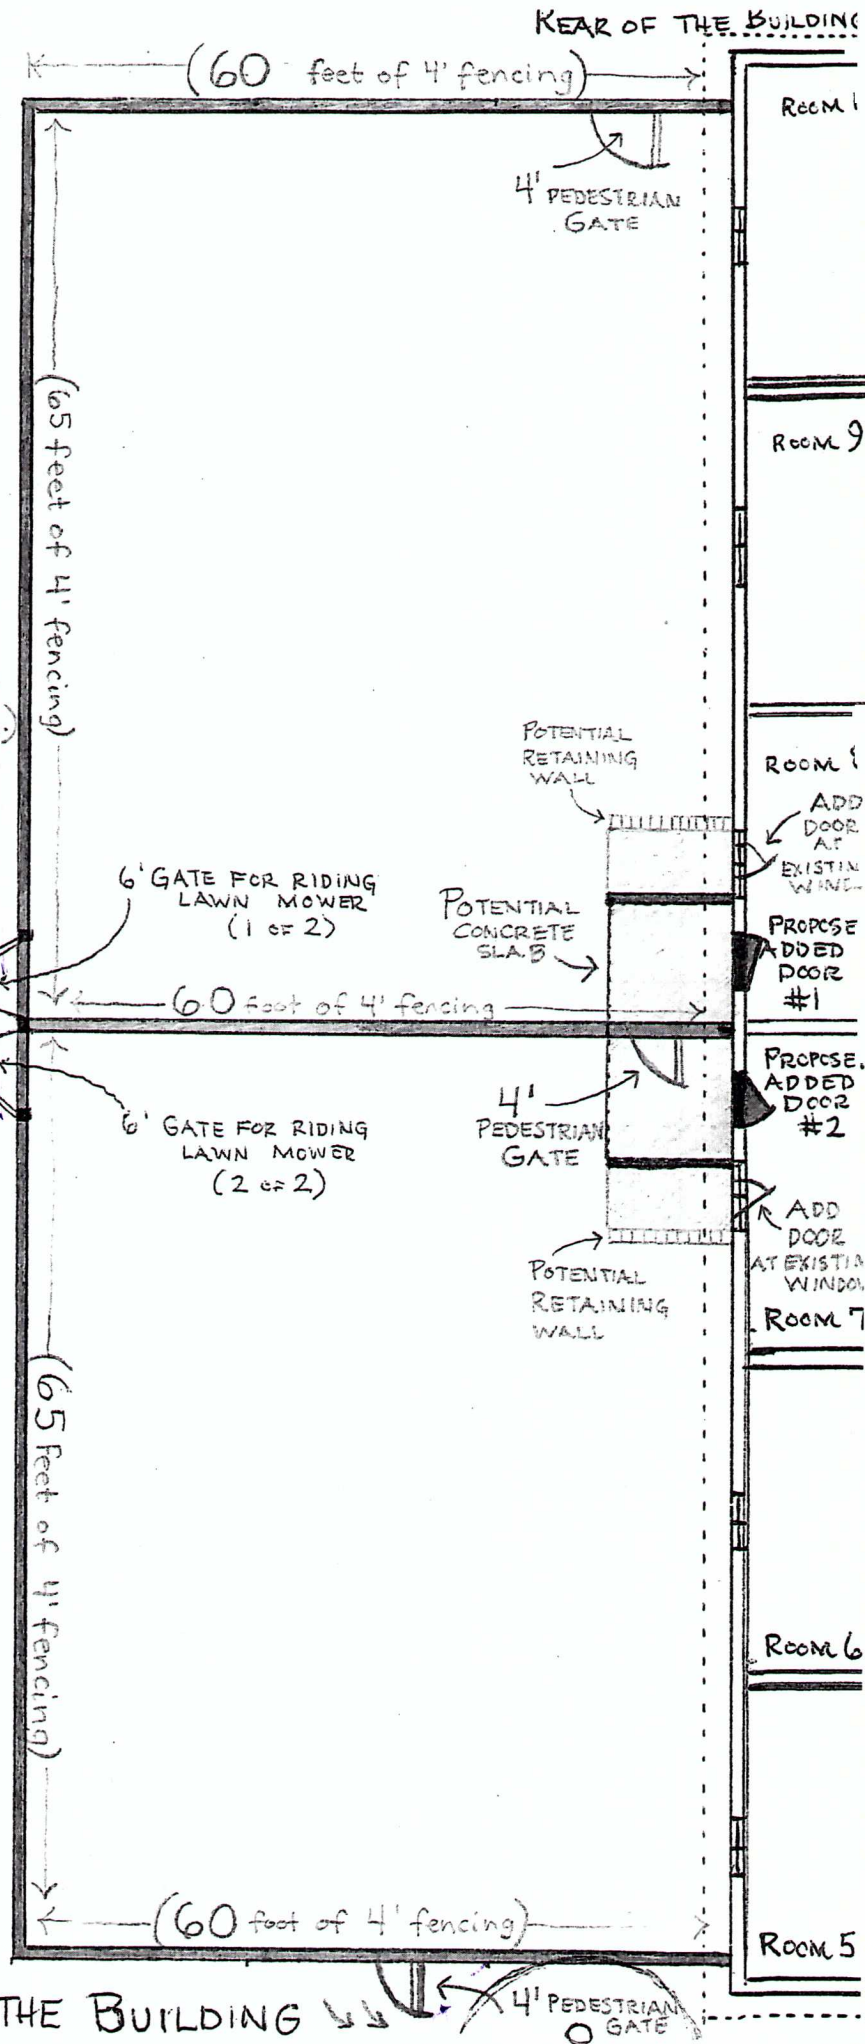 REAR OF THE BUILDING
(60 feet of 4' fencing)
ROOM 1
4' PEDESTRIAN
GATE
(65 feet of 4' fencing)
ROOM 9
POTENTIAL
RETAINING
WALL
ROOM
ADD
DOOR
AT
EXISTIN
WIND
6' GATE FOR RIDING
LAWN MOWER
(1 OF 2)
POTENTIAL
CONCRETE
SLAB
PROPOSE
ADDED
DOOR
#1
60 foot of 4' fencing
PROPOSE
ADDED
DOOR
#2
4'
PEDESTRIAN
GATE
6' GATE FOR RIDING
LAWN MOWER
(2 OF 2)
ADD
DOOR
AT EXISTIN
WINDOW
POTENTIAL
RETAINING
WALL
ROOM 7
(65 feet of 4' fencing)
ROOM 6
(60 foot of 4' fencing)
ROOM 5
THE BUILDING
4' PEDESTRIAN
GATE